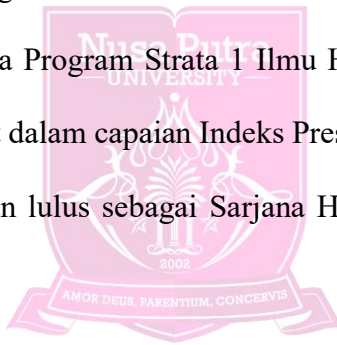 Nusa Putra
UNIVERSITY
a Program Strata 1 Ilmu H
dalam capaian Indeks Pres
n lulus sebagai Sarjana H
2002
AMOR DEUS, PARENTIUM, CONCERVIS